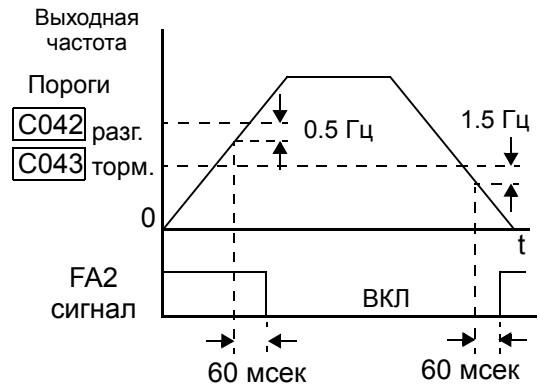 Выходная
частота
Пороги
C042 разг.
C043 торм.
0.5 Гц
1.5 Гц
0
t
FA2
сигнал
ВКЛ
60 мсек
60 мсек